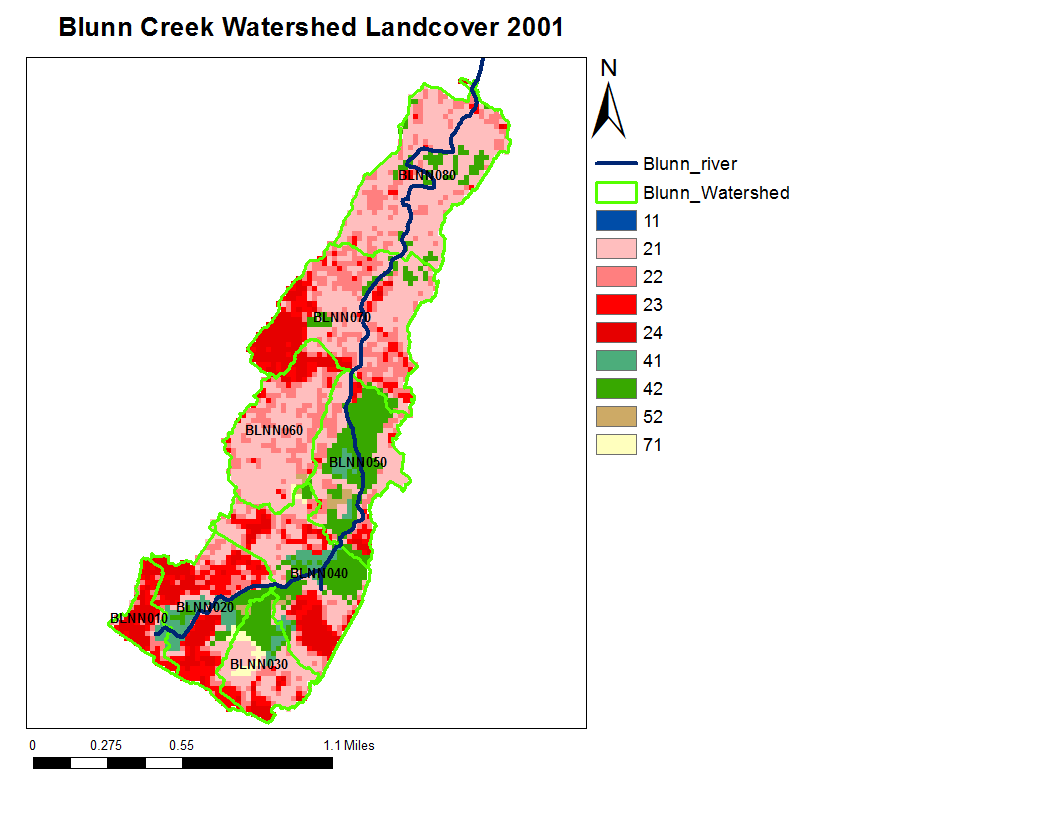 Blunn Creek Watershed Landcover 2001
N
Blunn_river
Blunn_Watershed
11
21
22
23
24
41
42
52
71
BLNN080
BLNN070
BLNN060
BLNN050
BLNN040
BLNN020
BLNN010
BLNN030
0 0.275 0.55 1.1 Miles